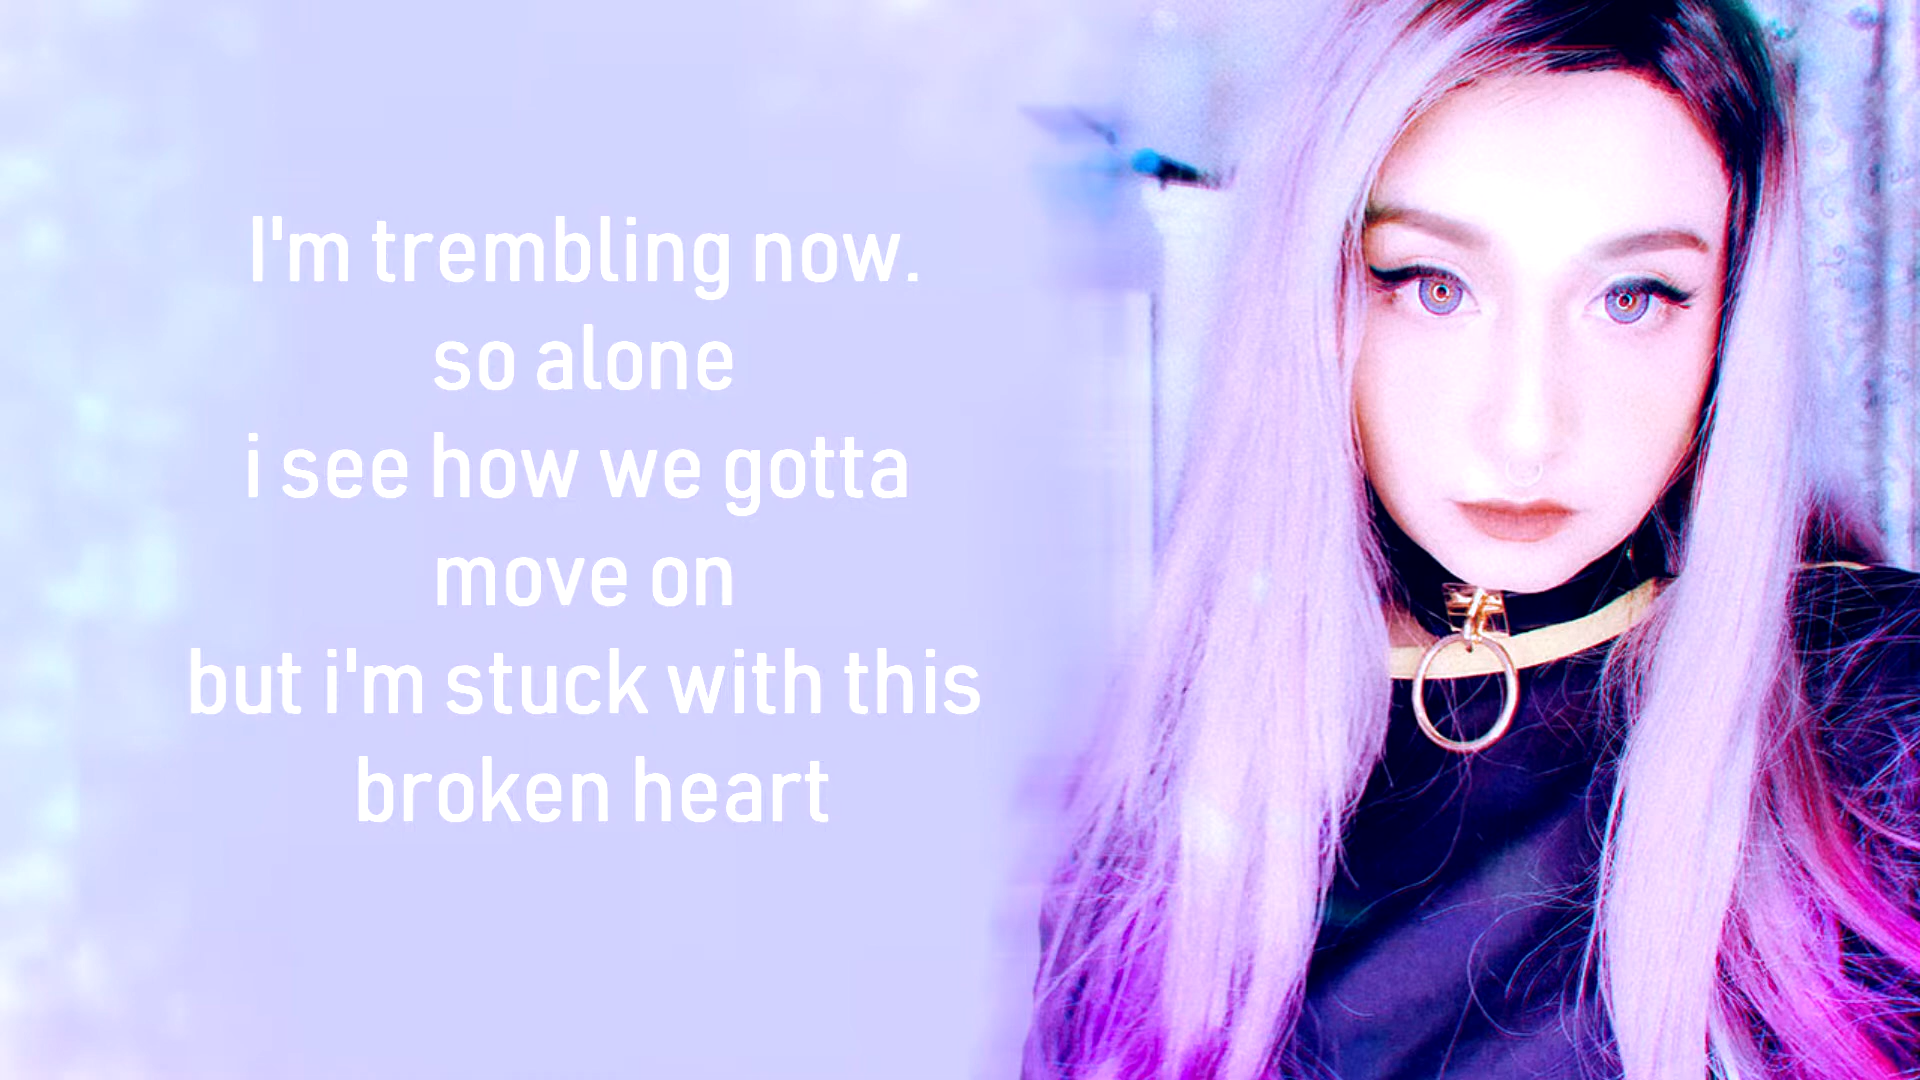 I'm trembling now.
so alone
i see how we gotta
move on
but i'm stuck with this
broken heart